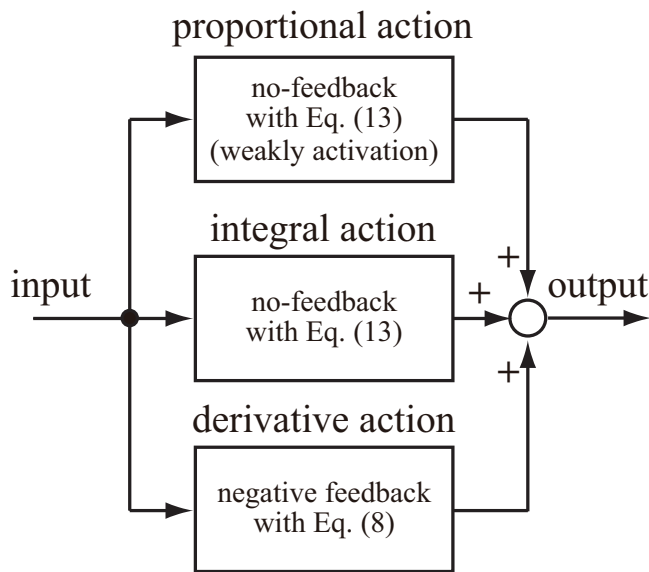 proportional action
no-feedback
with Eq. (13)
(weakly activation)
integral action
input
no-feedback
with Eq. (13)
+
+
+
output
derivative action
negative feedback
with Eq. (8)